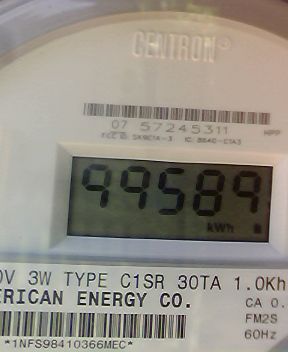 CENTRON®
07 57245311
99589
kWh
0V 3W TYPE C1SR 30TA 1.0Kh
ERICAN ENERGY CO.
CA 0.
FM2S
60Hz
*1NFS98410366MEC*